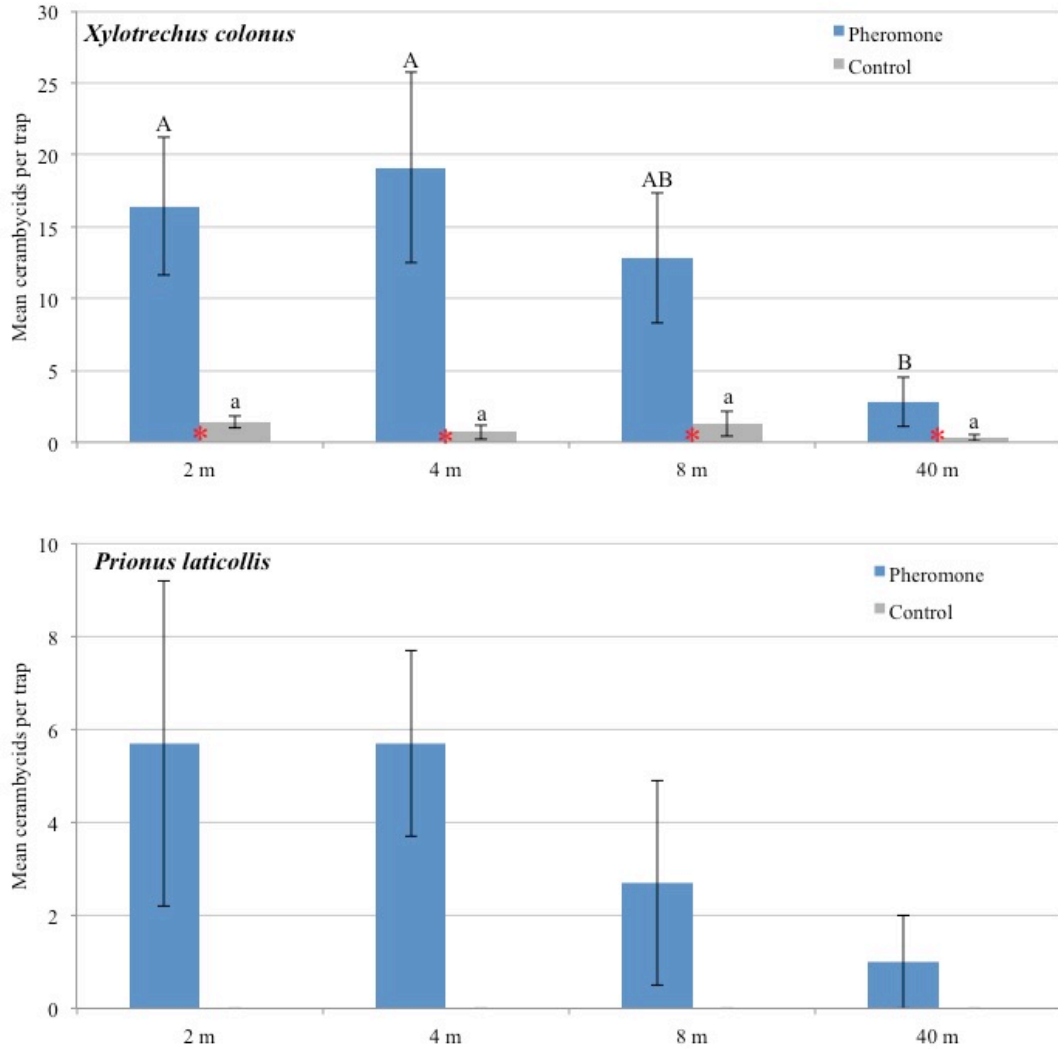 Xylotrechus colonus
Pheromone
Control
Mean cerambycids per trap
30
25
20
15
10
5
0
A
A
AB
B
a
a
a
a
* * * *
2 m 4 m 8 m 40 m
Prionus laticollis
Pheromone
Control
Mean cerambycids per trap
10
8
6
4
2
0
2 m 4 m 8 m 40 m